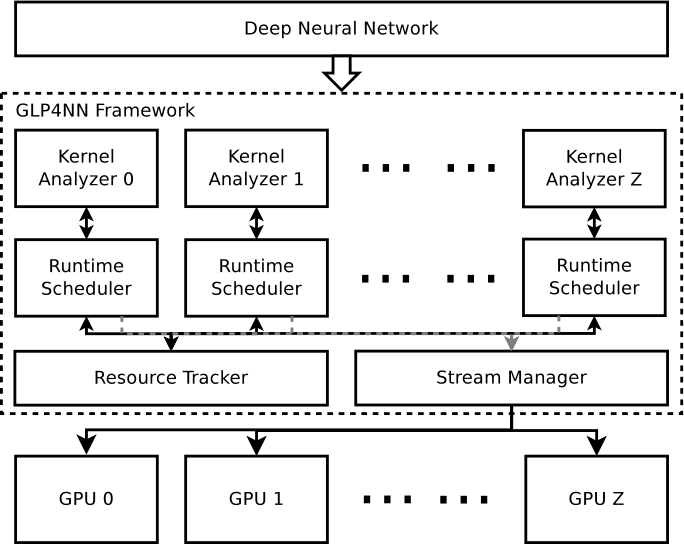 Deep Neural Network
GLP4NN Framework
Kernel
Analyzer 0
Kernel
Analyzer 1
Kernel
Analyzer Z
Runtime
Scheduler
Runtime
Scheduler
Runtime
Scheduler
Resource Tracker
Stream Manager
GPU 0
GPU 1
GPU Z